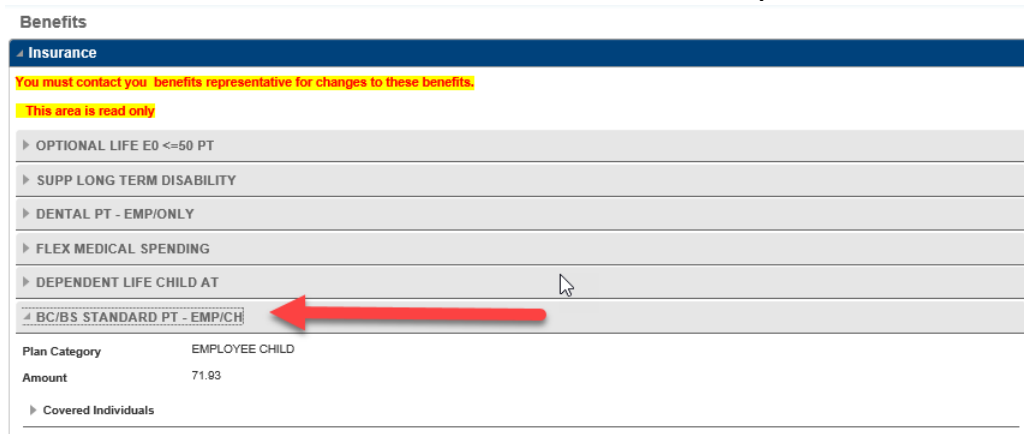 Benefits
Insurance
You must contact you benefits representative for changes to these benefits.
This area is read only
OPTIONAL LIFE E0 <=50 PT
SUPP LONG TERM DISABILITY
DENTAL PT - EMP/ONLY
FLEX MEDICAL SPENDING
DEPENDENT LIFE CHILD AT
BC/BS STANDARD PT - EMP/CH
Plan Category EMPLOYEE CHILD
Amount 71.93
Covered Individuals